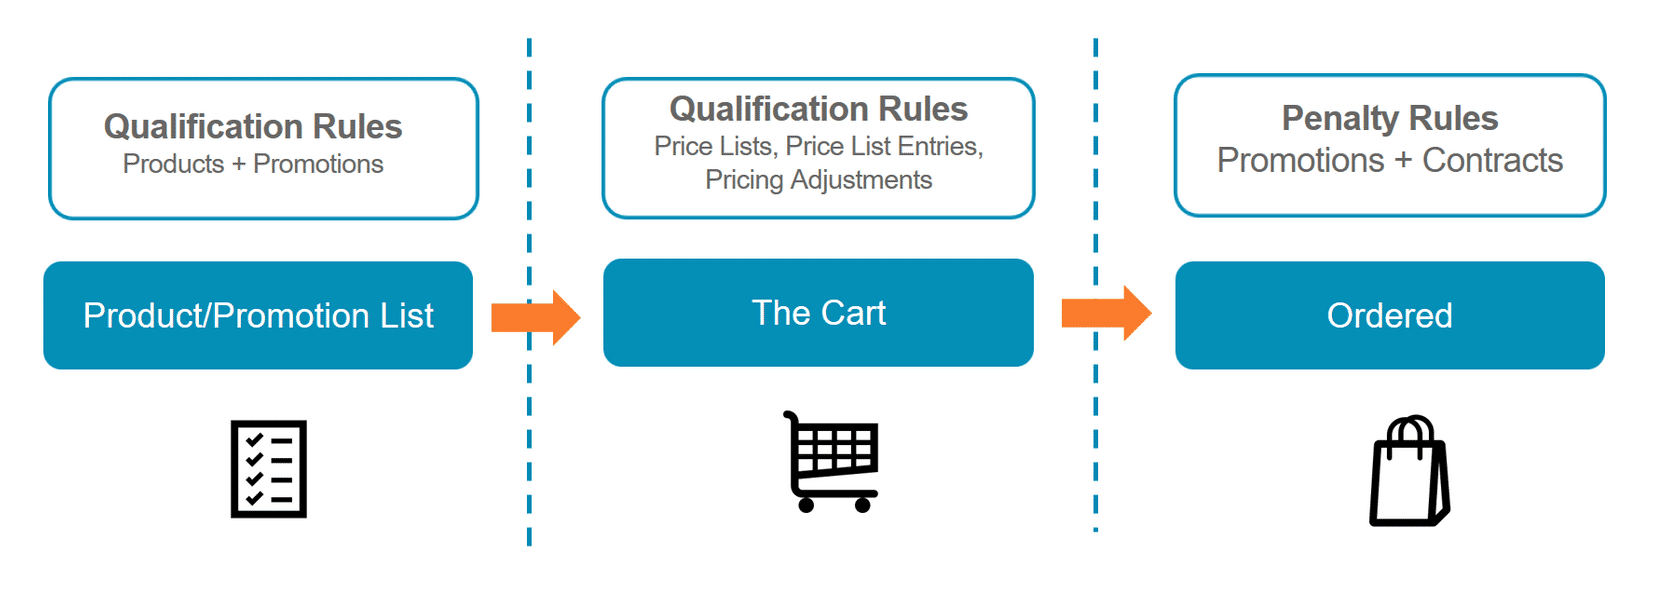 Qualification Rules
Products + Promotions
Qualification Rules
Price Lists, Price List Entries,
Pricing Adjustments
Penalty Rules
Promotions + Contracts
Product/Promotion List
The Cart
Ordered